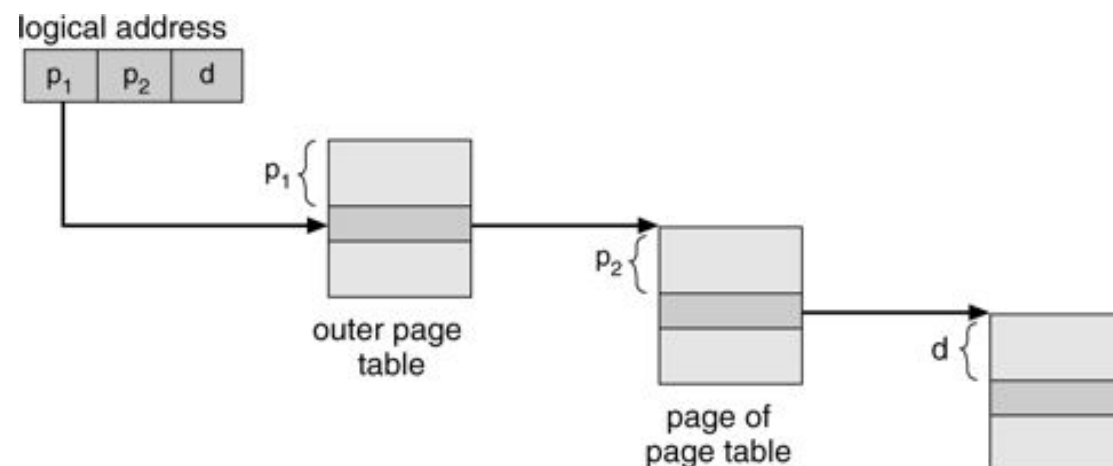 logical address
p₁ p₂ d
p₁
p₂
d
outer page
table
page of
page table